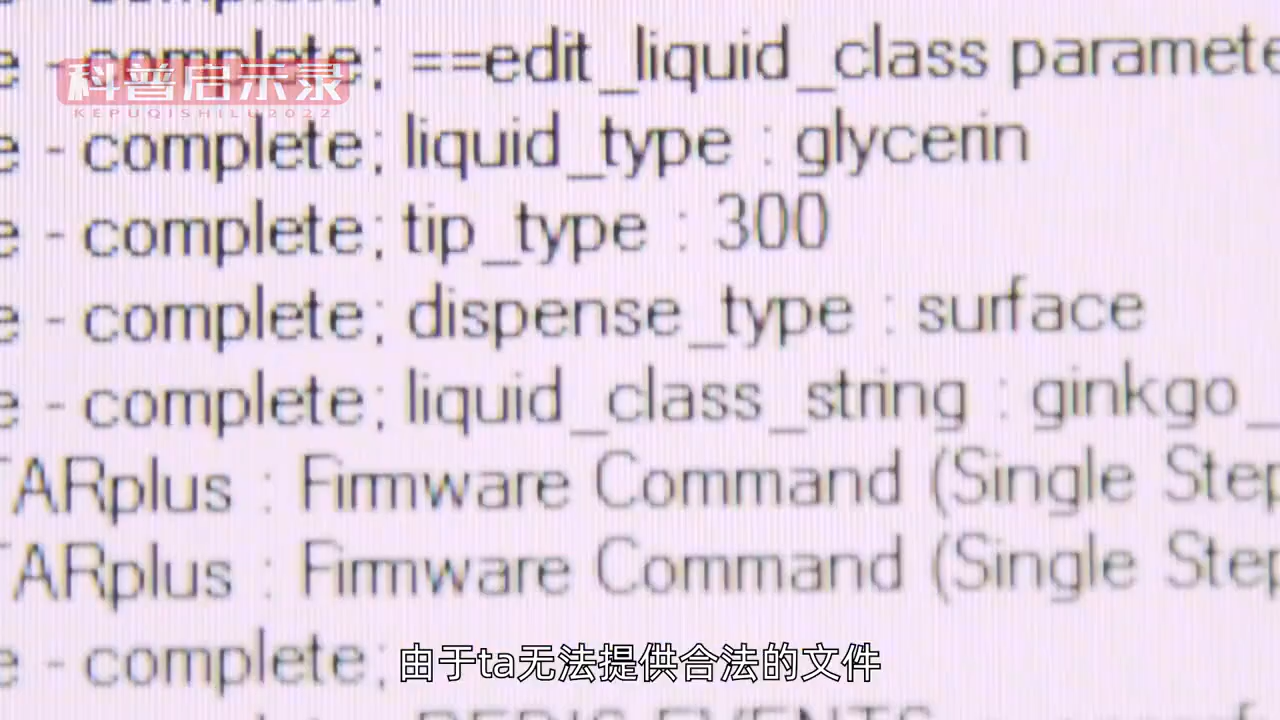 e - complete; ==edit_liquid_class paramete
科普启示录
KEPUQISHILU2022
e - complete; liquid_type : glycerin
e - complete; tip_type : 300
e - complete; dispense_type : surface
e - complete; liquid_class_string : ginkgo_
TARplus : Firmware Command (Single Step
TARplus : Firmware Command (Single Step
e - complete;
由于ta无法提供合法的文件